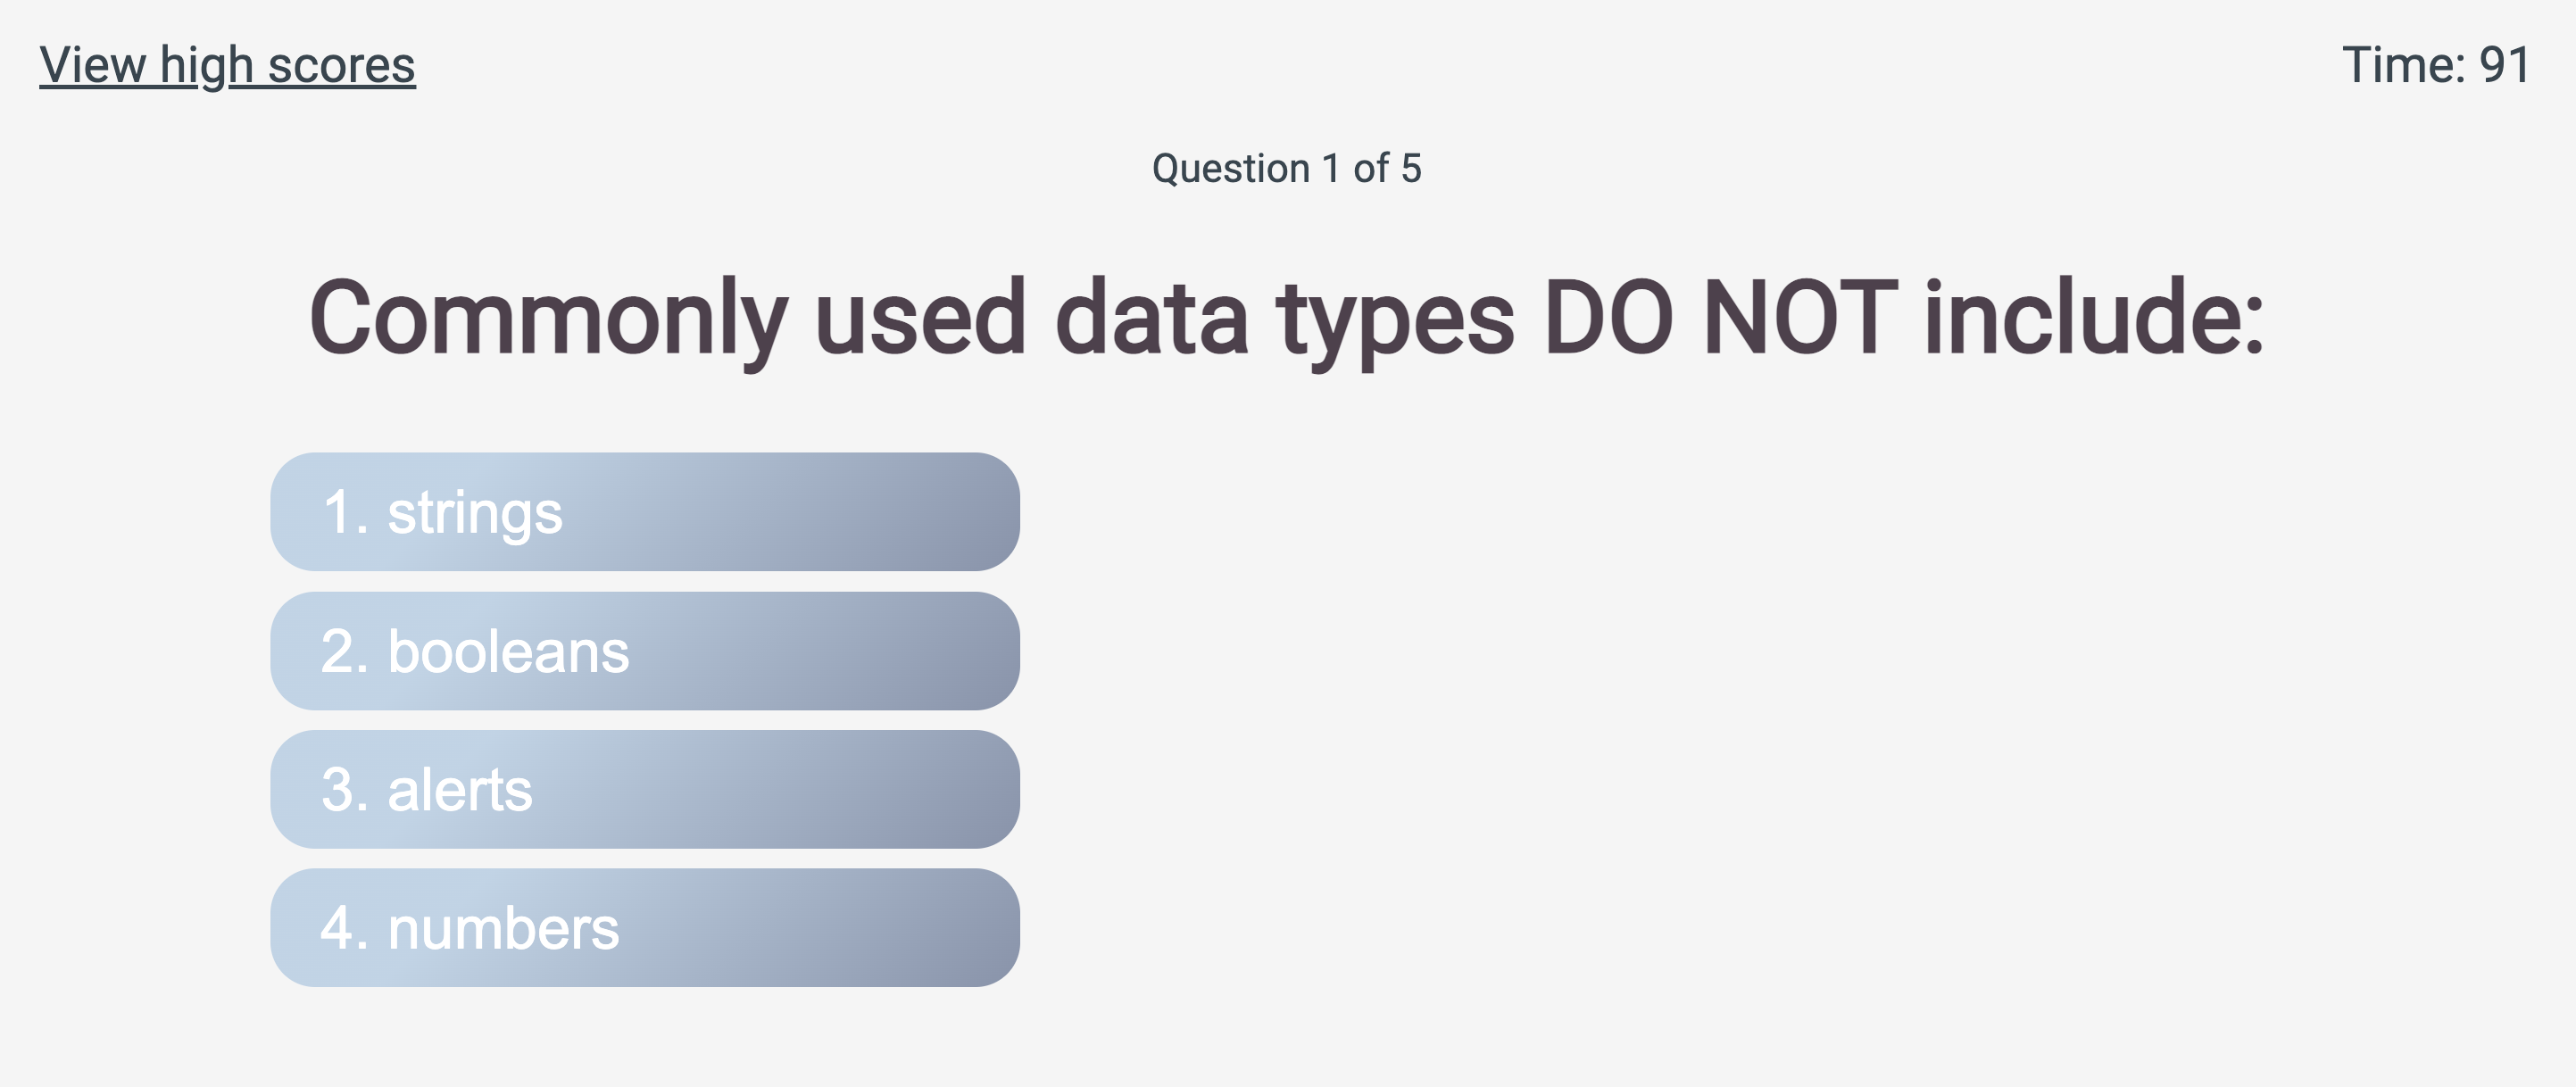 View high scores
Time: 91
Question 1 of 5
Commonly used data types DO NOT include:
1. strings
2. booleans
3. alerts
4. numbers